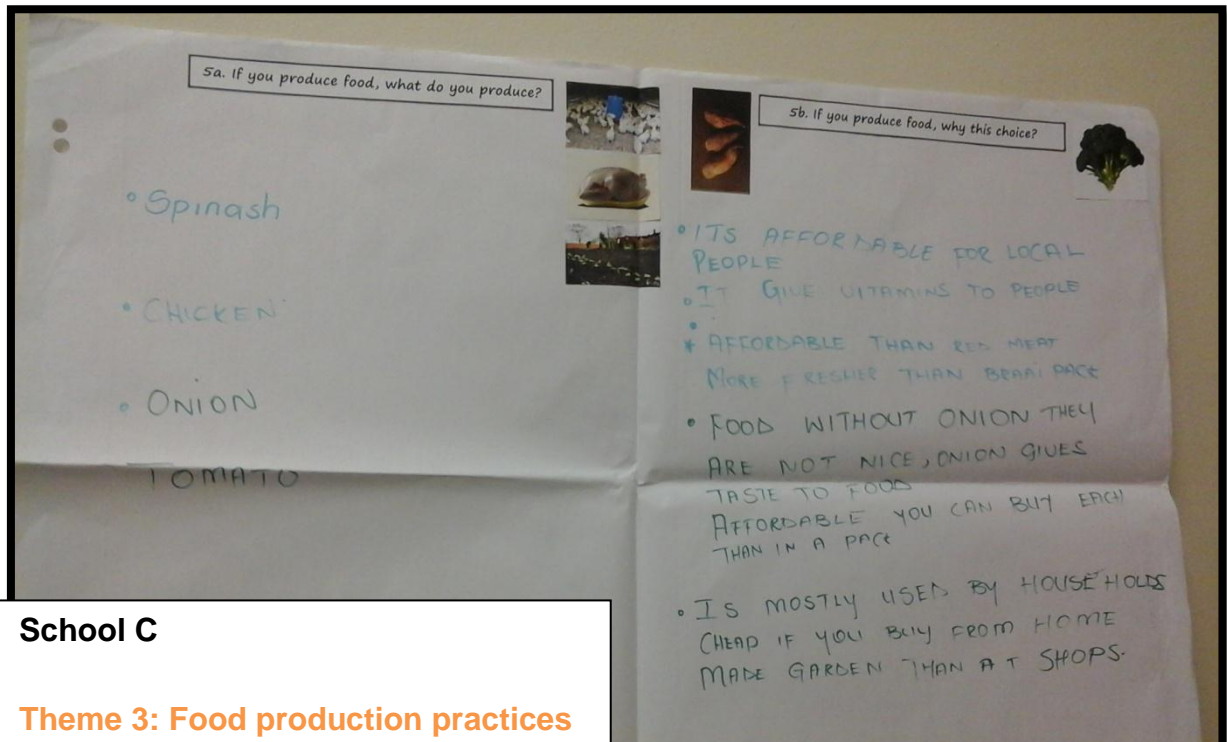 5a. If you produce food, what do you produce?
• Spinash
• CHICKEN
• ONION
TOMATO
5b. If you produce food, why this choice?
• ITS AFFORDABLE FOR LOCAL
PEOPLE
• IT GIVE VITAMINS TO PEOPLE
•
* AFFORDABLE THAN RED MEAT
MORE FRESHER THAN BRAAI PACK
• FOOD WITHOUT ONION THEY
ARE NOT NICE, ONION GIVES
TASTE TO FOOD
AFFORDABLE YOU CAN BUY EACH
THAN IN A PACK
• IS MOSTLY USED BY HOUSEHOLDS
CHEAP IF YOU BUY FROM HOME
MADE GARDEN THAN AT SHOPS.
School C
Theme 3: Food production practices